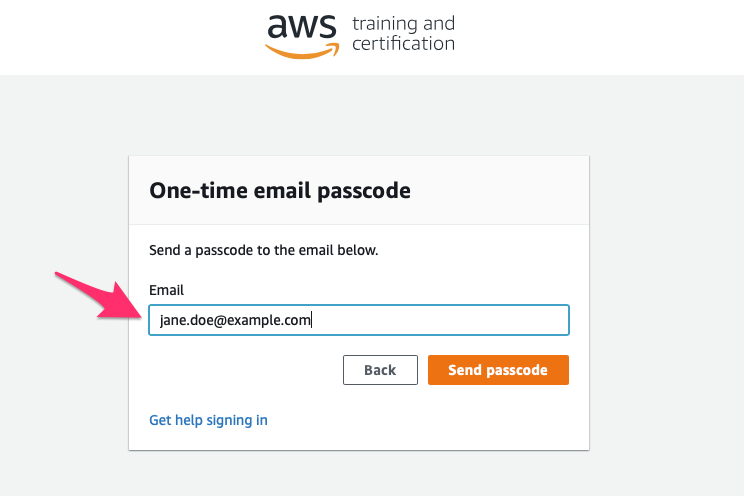 aws training and
certification
One-time email passcode
Send a passcode to the email below.
Email
jane.doe@example.com
Back Send passcode
Get help signing in